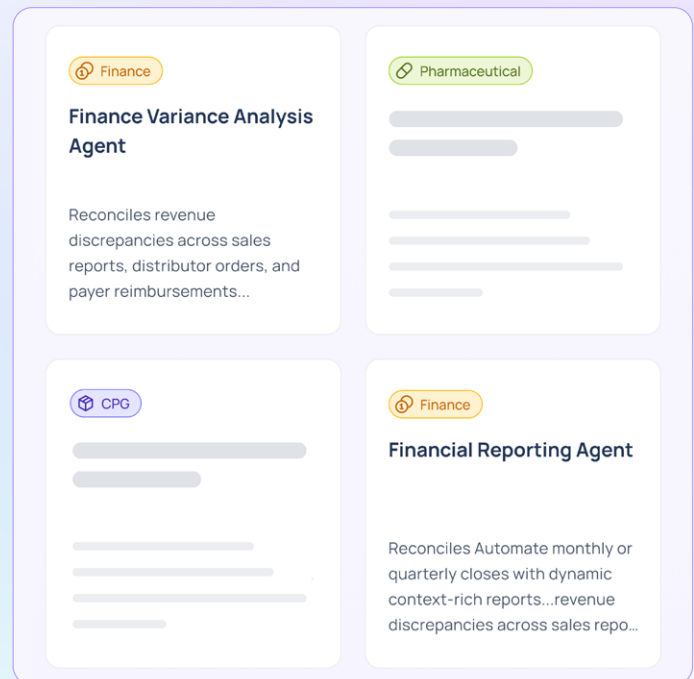 Finance
Finance Variance Analysis
Agent
Reconciles revenue
discrepancies across sales
reports, distributor orders, and
payer reimbursements...
Pharmaceutical
CPG
Finance
Financial Reporting Agent
Reconciles Automate monthly or
quarterly closes with dynamic
context-rich reports...revenue
discrepancies across sales repo...